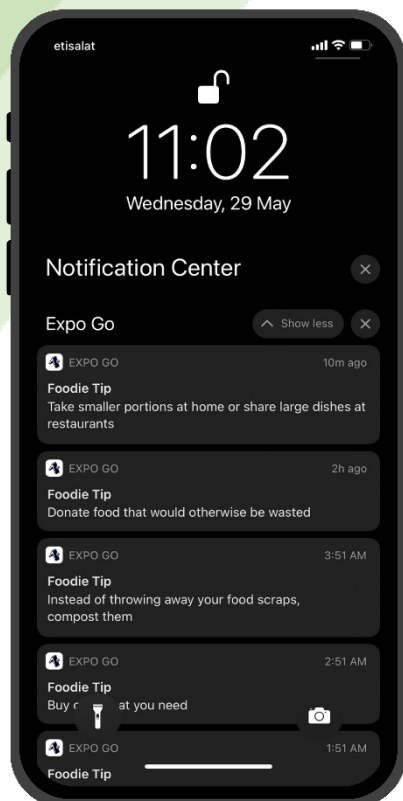 etisalat
11:02
Wednesday, 29 May
Notification Center
Expo Go
Show less
EXPO GO 10m ago
Foodie Tip
Take smaller portions at home or share large dishes at
restaurants
EXPO GO 2h ago
Foodie Tip
Donate food that would otherwise be wasted
EXPO GO 3:51 AM
Foodie Tip
Instead of throwing away your food scraps,
compost them
EXPO GO 2:51 AM
Foodie Tip
Buy at you need
EXPO GO 1:51 AM
Foodie Tip